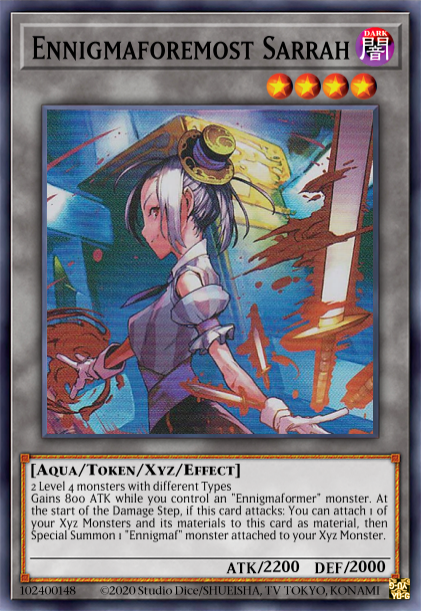 ENNIGMAFOREMOST SARRAH
DARK
闇
[AQUA/TOKEN/XYZ/EFFECT]
2 Level 4 monsters with different Types
Gains 800 ATK while you control an "Ennigmaformer" monster. At
the start of the Damage Step, if this card attacks: You can attach 1 of
your Xyz Monsters and its materials to this card as material, then
Special Summon 1 "Ennigmaf" monster attached to your Xyz Monster.
ATK/2200 DEF/2000
102400148 ©2020 Studio Dice/SHUEISHA, TV TOKYO, KONAMI